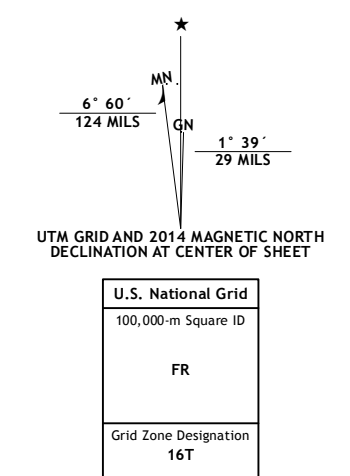 ★
MN
6° 60´
124 MILS
GN
1° 39´
29 MILS
UTM GRID AND 2014 MAGNETIC NORTH
DECLINATION AT CENTER OF SHEET
U.S. National Grid
100,000-m Square ID
FR
Grid Zone Designation
16T